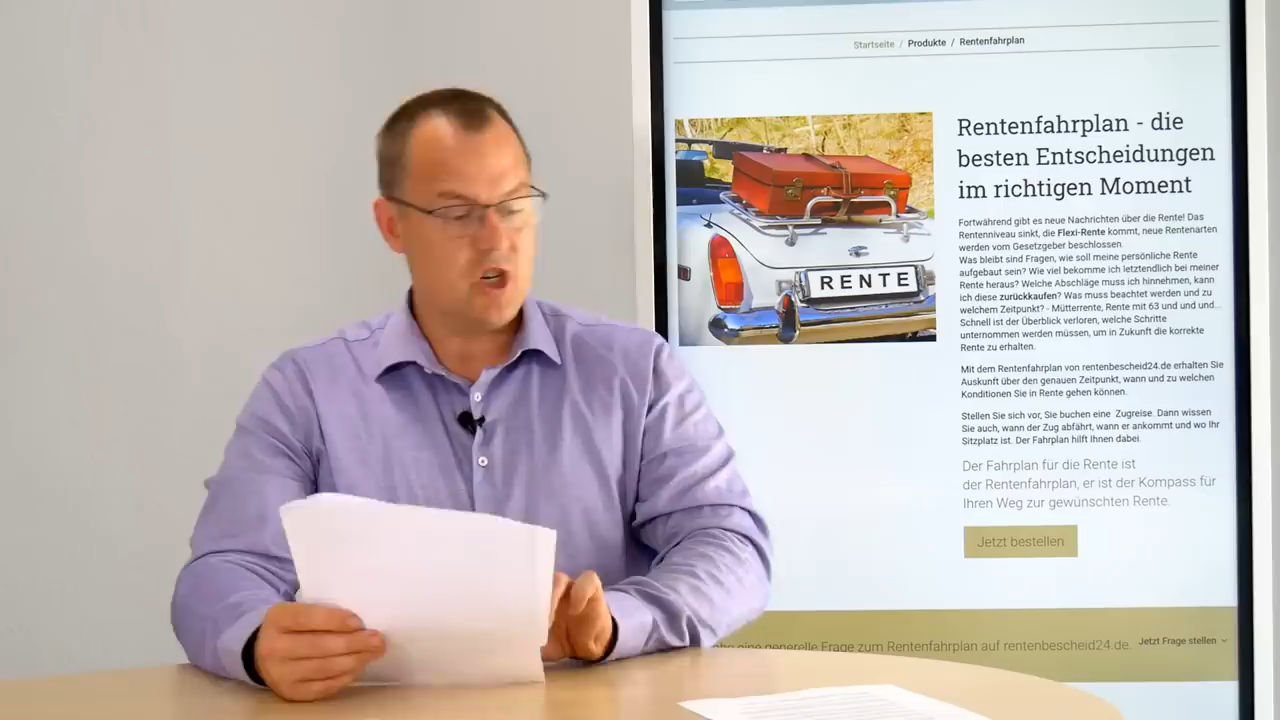 Startseite / Produkte / Rentenfahrplan
RENTE
Rentenfahrplan - die
besten Entscheidungen
im richtigen Moment
Fortwährend gibt es neue Nachrichten über die Rente! Das
Rentenniveau sinkt, die Flexi-Rente kommt, neue Rentenarten
werden vom Gesetzgeber beschlossen.
Was bleibt sind Fragen, wie soll meine persönliche Rente
aufgebaut sein? Wie viel bekomme ich letztendlich bei meiner
Rente heraus? Welche Abschläge muss ich hinnehmen, kann
ich diese zurückkaufen? Was muss beachtet werden und zu
welchem Zeitpunkt? - Mütterrente, Rente mit 63 und und und...
Schnell ist der Überblick verloren, welche Schritte
unternommen werden müssen, um in Zukunft die korrekte
Rente zu erhalten.
Mit dem Rentenfahrplan von rentenbescheid24.de erhalten Sie
Auskunft über den genauen Zeitpunkt, wann und zu welchen
Konditionen Sie in Rente gehen können.
Stellen Sie sich vor, Sie buchen eine Zugreise. Dann wissen
Sie auch, wann der Zug abfährt, wann er ankommt und wo Ihr
Sitzplatz ist. Der Fahrplan hilft Ihnen dabei.
Der Fahrplan für die Rente ist
der Rentenfahrplan, er ist der Kompass für
Ihren Weg zur gewünschten Rente.
Jetzt bestellen
eine generelle Frage zum Rentenfahrplan auf rentenbescheid24.de. Jetzt Frage stellen